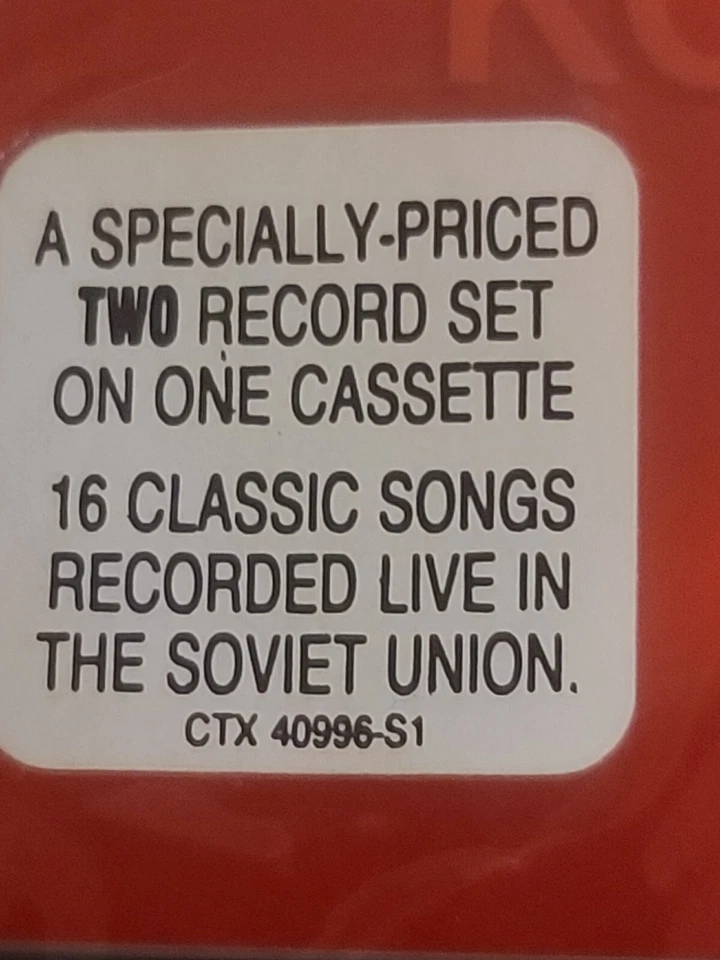 KO
A SPECIALLY-PRICED
TWO RECORD SET
ON ONE CASSETTE
16 CLASSIC SONGS
RECORDED LIVE IN
THE SOVIET UNION.
CTX 40996-S1